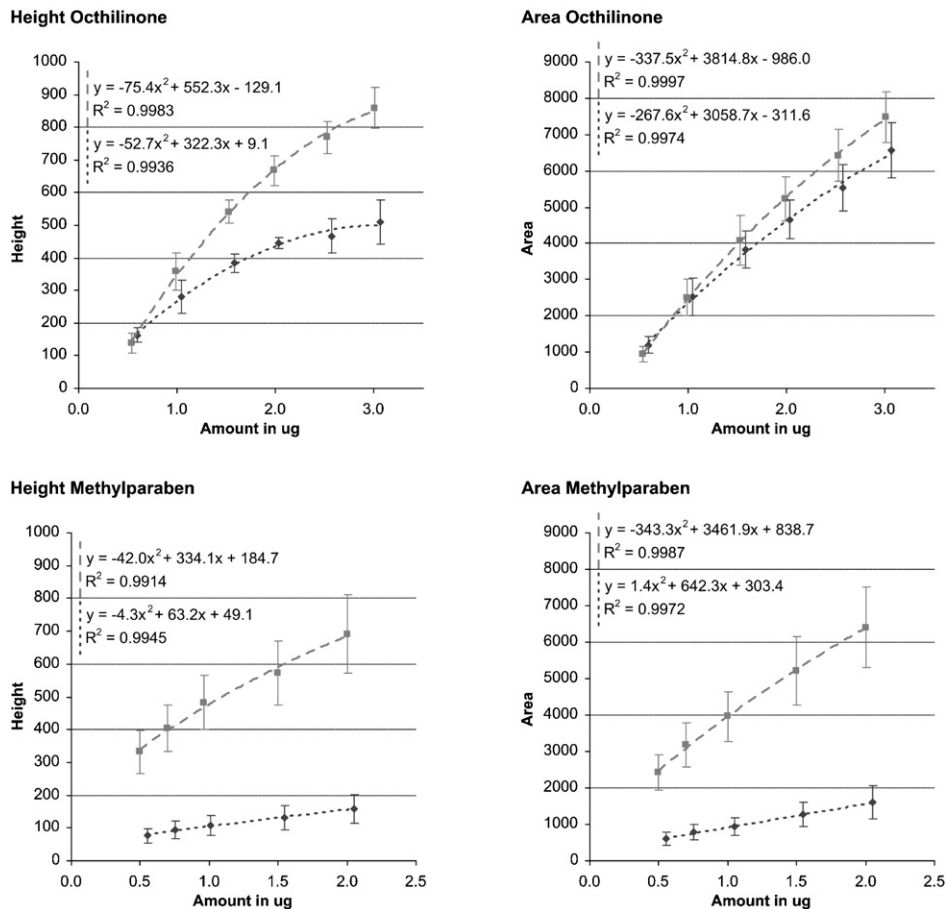 Height Octhilinone
1000
900
800
700
600
500
400
300
200
100
0
Height
y = -75.4x² + 552.3x - 129.1
R² = 0.9983
y = -52.7x² + 322.3x + 9.1
R² = 0.9936
0.0 1.0 2.0 3.0
Amount in ug
Area Octhilinone
9000
8000
7000
6000
5000
4000
3000
2000
1000
0
Area
y = -337.5x² + 3814.8x - 986.0
R² = 0.9997
y = -267.6x² + 3058.7x - 311.6
R² = 0.9974
0.0 1.0 2.0 3.0
Amount in ug
Height Methylparaben
1000
900
800
700
600
500
400
300
200
100
0
Height
y = -42.0x² + 334.1x + 184.7
R² = 0.9914
y = -4.3x² + 63.2x + 49.1
R² = 0.9945
0.0 0.5 1.0 1.5 2.0 2.5
Amount in ug
Area Methylparaben
9000
8000
7000
6000
5000
4000
3000
2000
1000
0
Area
y = -343.3x² + 3461.9x + 838.7
R² = 0.9987
y = 1.4x² + 642.3x + 303.4
R² = 0.9972
0.0 0.5 1.0 1.5 2.0 2.5
Amount in ug